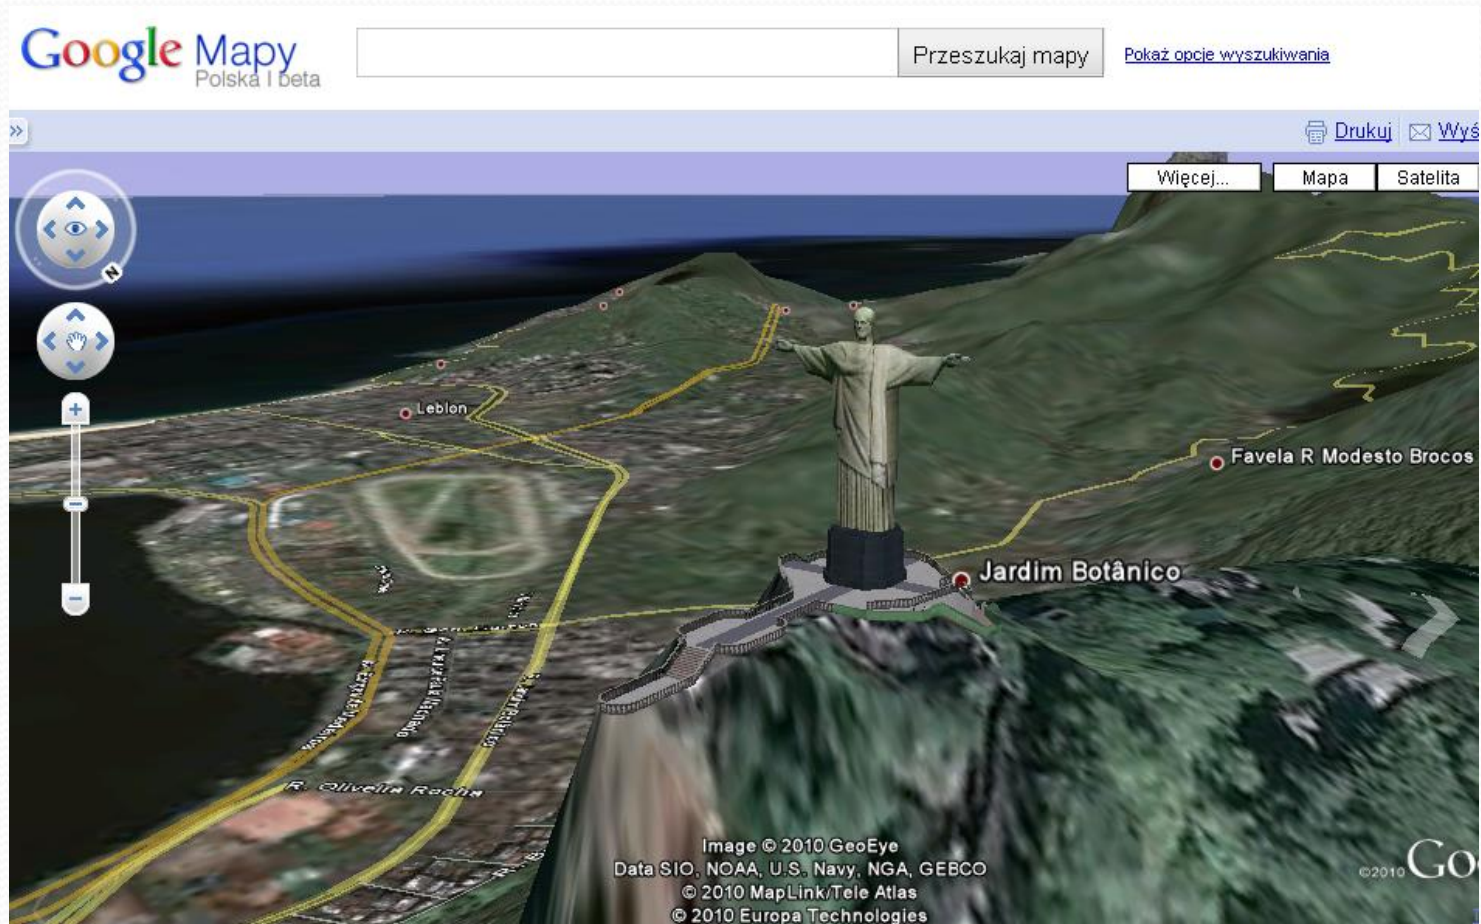 Google Mapy
Polska | beta
Przeszukaj mapy
Pokaż opcje wyszukiwania
»
Drukuj
Wyś
Więcej...
Mapa
Satelita
N
Leblon
Favela R Modesto Brocos
Jardim Botânico
R. Oliveira Rocha
Image © 2010 GeoEye
Data SIO, NOAA, U.S. Navy, NGA, GEBCO
© 2010 MapLink/Tele Atlas
© 2010 Europa Technologies
©2010 Go